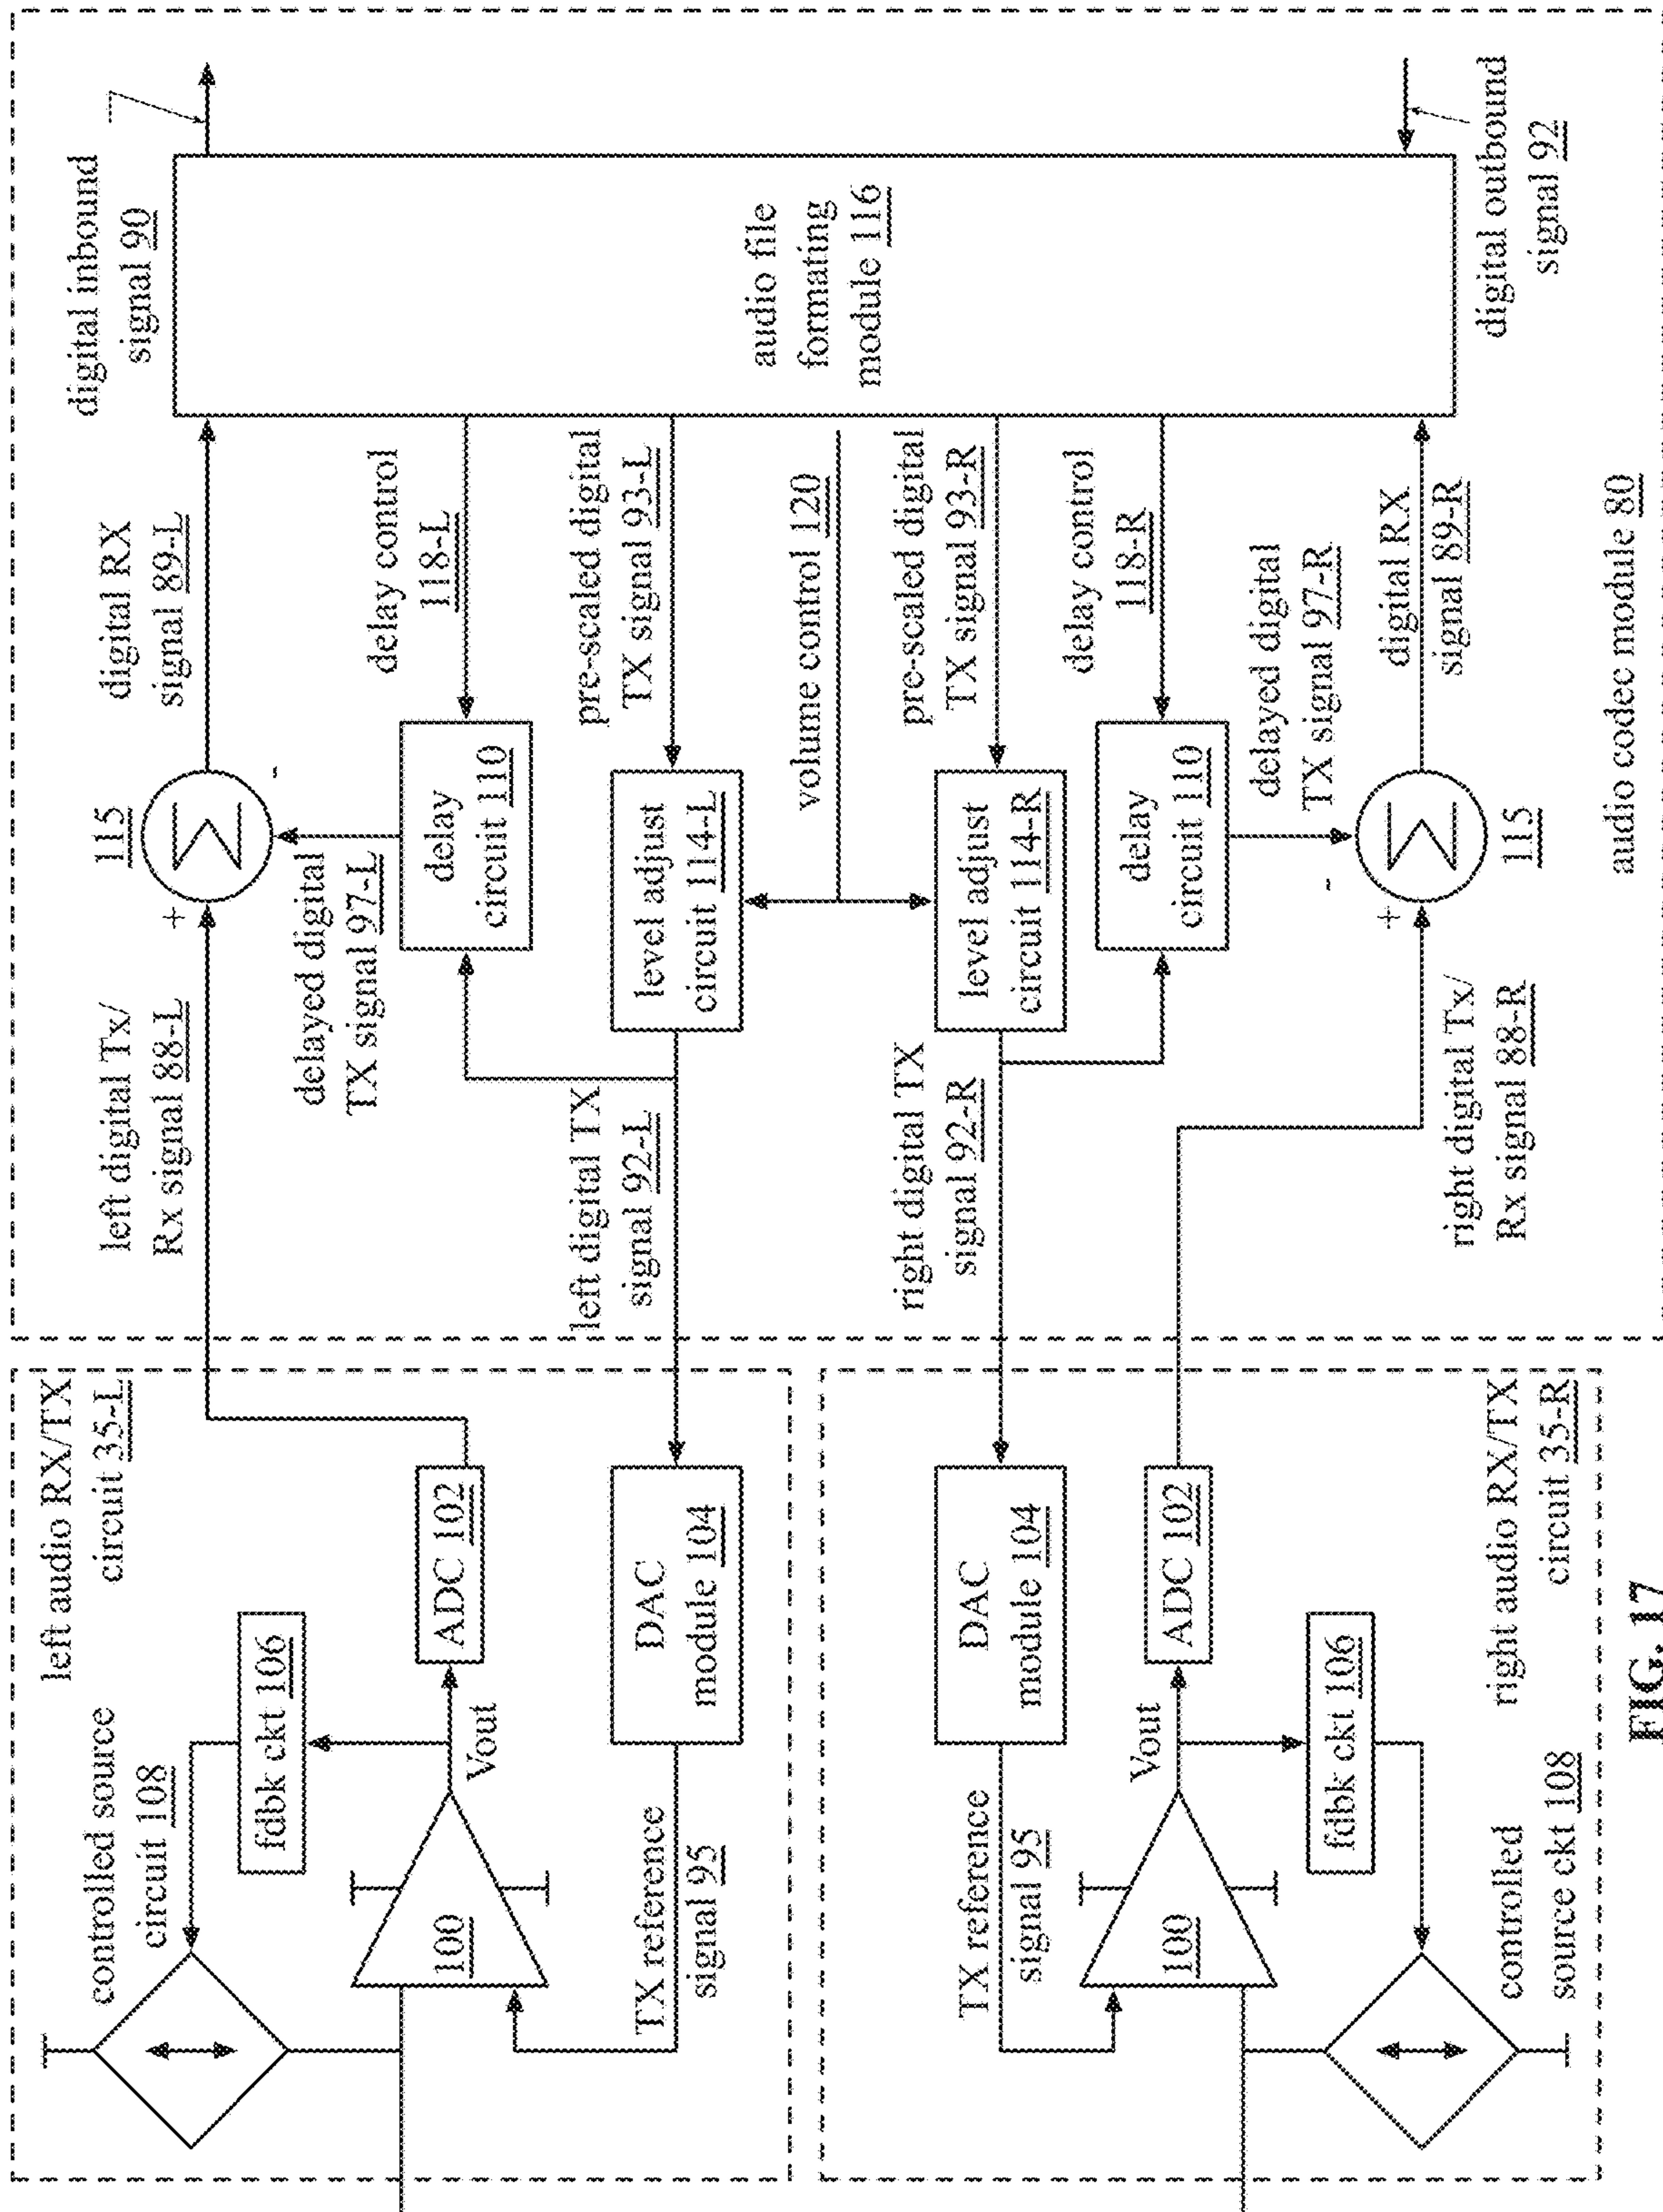 left audio RX/TX
circuit 35-L
controlled source
circuit 108
fdbk ckt 106
100
Vout
ADC 102
TX reference
signal 95
DAC
module 104
left digital Tx/
Rx signal 88-L
115
+
-
Σ
digital RX
signal 89-L
digital inbound
signal 90
delayed digital
TX signal 97-L
delay
circuit 110
delay control
118-L
left digital TX
signal 92-L
level adjust
circuit 114-L
pre-scaled digital
TX signal 93-L
volume control 120
audio file
formating
module 116
TX reference
signal 95
DAC
module 104
right digital TX
signal 92-R
level adjust
circuit 114-R
pre-scaled digital
TX signal 93-R
100
Vout
ADC 102
delay
circuit 110
delay control
118-R
delayed digital
TX signal 97-R
fdbk ckt 106
controlled
source ckt 108
right audio RX/TX
circuit 35-R
right digital Tx/
Rx signal 88-R
+
-
Σ
115
digital RX
signal 89-R
digital outbound
signal 92
audio codec module 80
FIG. 17